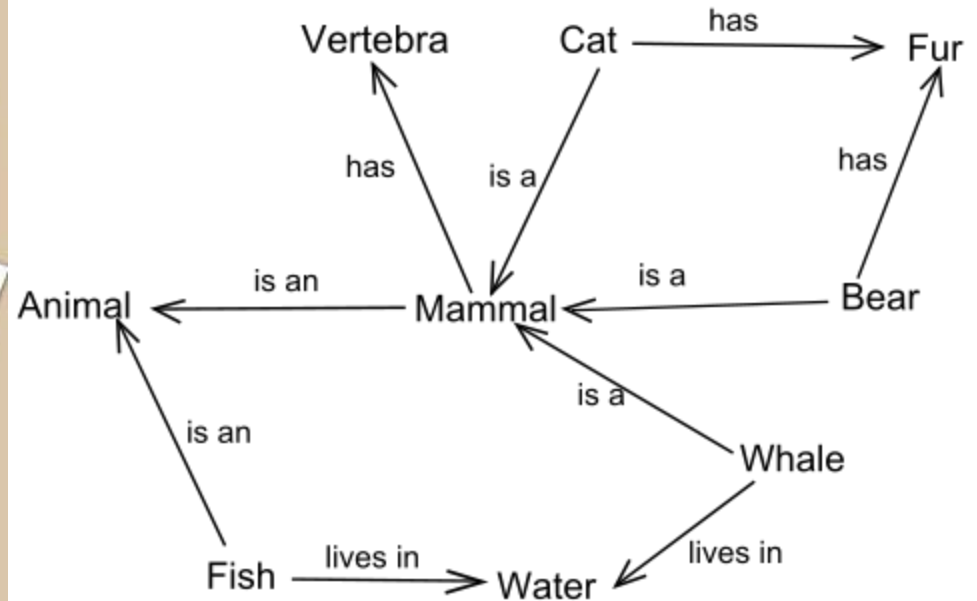 Vertebra
Cat
has
Fur
has
is a
has
Animal
is an
Mammal
is a
Bear
is an
is a
Whale
Fish
lives in
Water
lives in